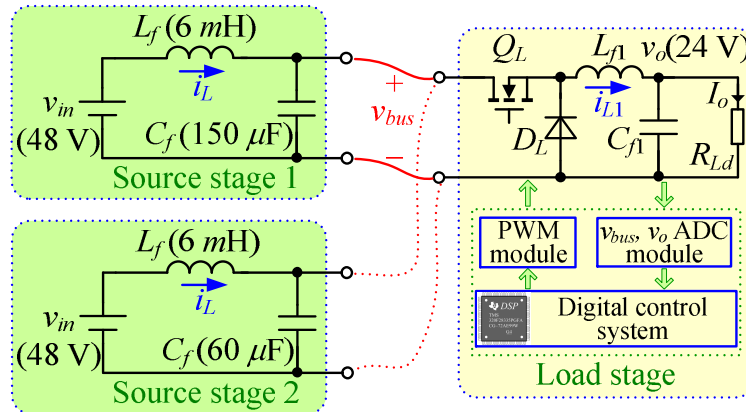 L_f (6 mH)
i_L
v_in
(48 V)
C_f (150 μF)
Source stage 1
+
v_bus
−
L_f (6 mH)
i_L
v_in
(48 V)
C_f (60 μF)
Source stage 2
Q_L
L_f1
v_o (24 V)
i_L1
I_o
D_L
C_f1
R_Ld
PWM
module
v_bus, v_o ADC
module
DSP
Digital control
system
Load stage